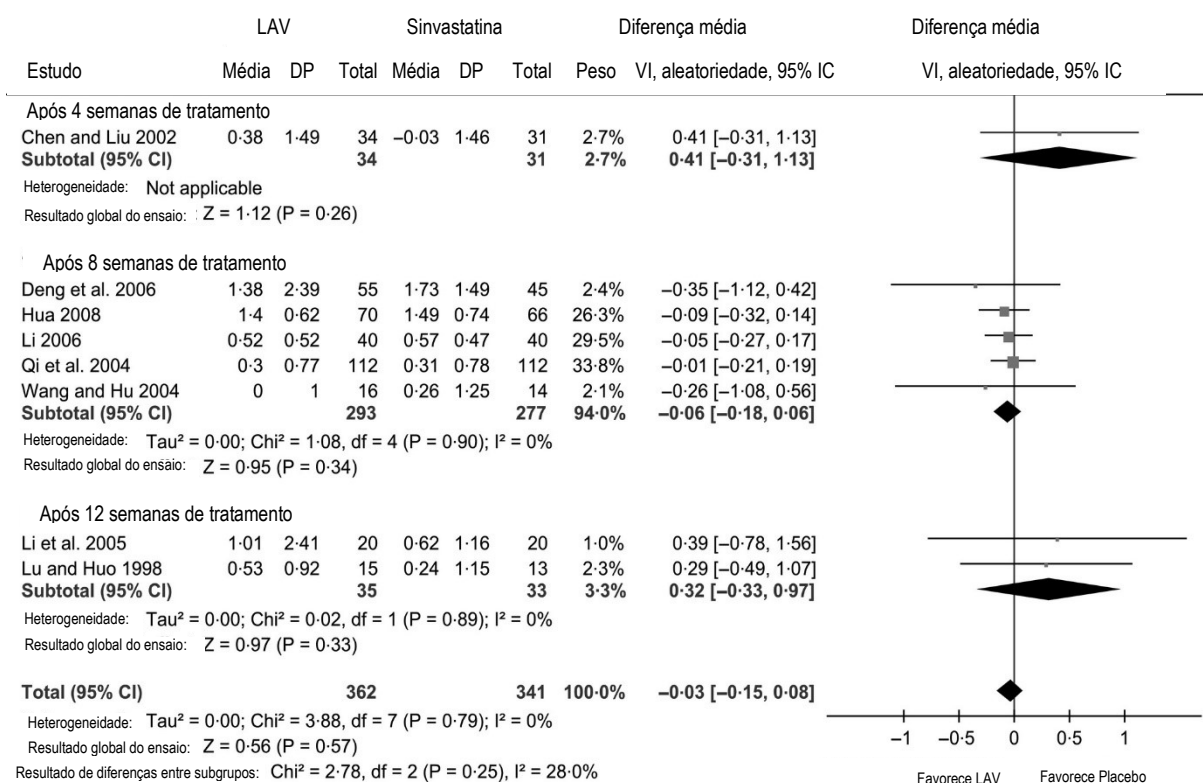 LAV Sinvastatina Diferença média Diferença média
Estudo Média DP Total Média DP Total Peso VI, aleatoriedade, 95% IC VI, aleatoriedade, 95% IC
Após 4 semanas de tratamento
Chen and Liu 2002 0·38 1·49 34 −0·03 1·46 31 2·7% 0·41 [−0·31, 1·13]
Subtotal (95% CI) 34 31 2·7% 0·41 [−0·31, 1·13]
Heterogeneidade: Not applicable
Resultado global do ensaio: Z = 1·12 (P = 0·26)
Após 8 semanas de tratamento
Deng et al. 2006 1·38 2·39 55 1·73 1·49 45 2·4% −0·35 [−1·12, 0·42]
Hua 2008 1·4 0·62 70 1·49 0·74 66 26·3% −0·09 [−0·32, 0·14]
Li 2006 0·52 0·52 40 0·57 0·47 40 29·5% −0·05 [−0·27, 0·17]
Qi et al. 2004 0·3 0·77 112 0·31 0·78 112 33·8% −0·01 [−0·21, 0·19]
Wang and Hu 2004 0 1 16 0·26 1·25 14 2·1% −0·26 [−1·08, 0·56]
Subtotal (95% CI) 293 277 94·0% −0·06 [−0·18, 0·06]
Heterogeneidade: Tau² = 0·00; Chi² = 1·08, df = 4 (P = 0·90); I² = 0%
Resultado global do ensaio: Z = 0·95 (P = 0·34)
Após 12 semanas de tratamento
Li et al. 2005 1·01 2·41 20 0·62 1·16 20 1·0% 0·39 [−0·78, 1·56]
Lu and Huo 1998 0·53 0·92 15 0·24 1·15 13 2·3% 0·29 [−0·49, 1·07]
Subtotal (95% CI) 35 33 3·3% 0·32 [−0·33, 0·97]
Heterogeneidade: Tau² = 0·00; Chi² = 0·02, df = 1 (P = 0·89); I² = 0%
Resultado global do ensaio: Z = 0·97 (P = 0·33)
Total (95% CI) 362 341 100·0% −0·03 [−0·15, 0·08]
Heterogeneidade: Tau² = 0·00; Chi² = 3·88, df = 7 (P = 0·79); I² = 0%
Resultado global do ensaio: Z = 0·56 (P = 0·57)
Resultado de diferenças entre subgrupos: Chi² = 2·78, df = 2 (P = 0·25), I² = 28·0%
−1 −0·5 0 0·5 1
Favorece LAV Favorece Placebo